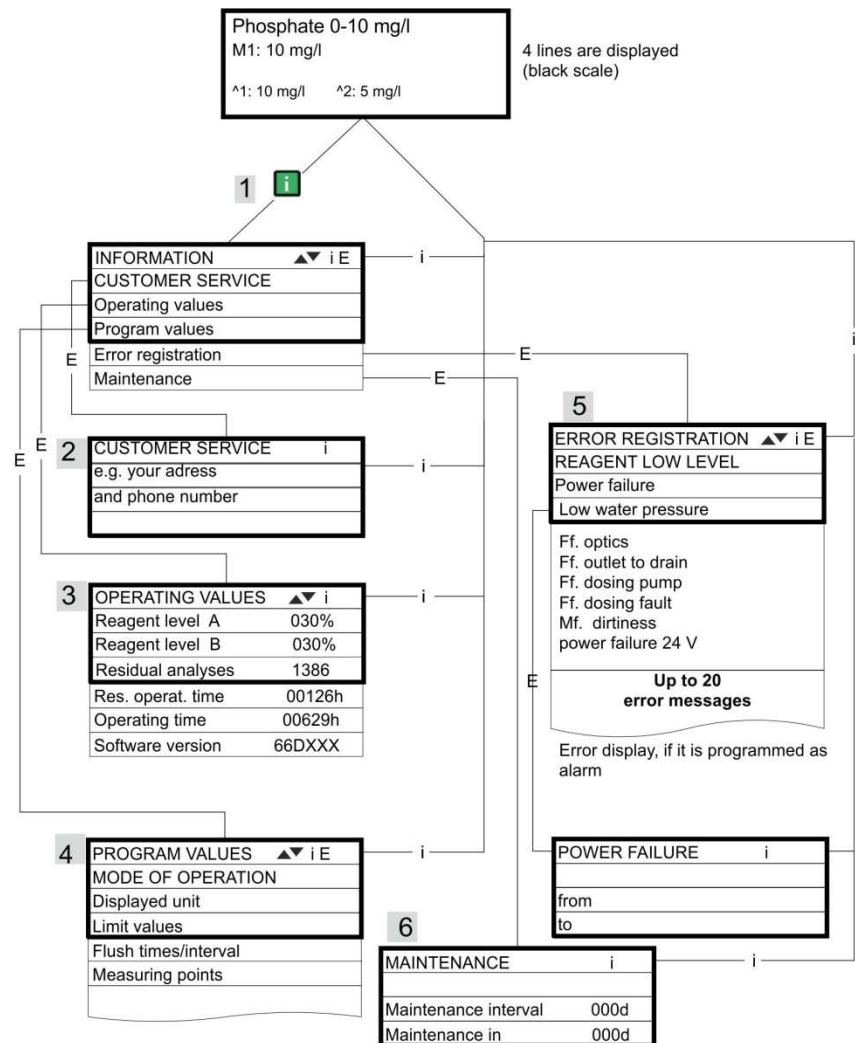 Phosphate 0-10 mg/l
M1: 10 mg/l
^1: 10 mg/l ^2: 5 mg/l
4 lines are displayed
(black scale)
1
i
INFORMATION ▲▼ i E
CUSTOMER SERVICE
Operating values
Program values
Error registration
Maintenance
i
E
E
E
E
E
i
2
CUSTOMER SERVICE i
e.g. your adress
and phone number
i
3
OPERATING VALUES ▲▼ i
Reagent level A 030%
Reagent level B 030%
Residual analyses 1386
Res. operat. time 00126h
Operating time 00629h
Software version 66DXXX
i
4
PROGRAM VALUES ▲▼ i E
MODE OF OPERATION
Displayed unit
Limit values
Flush times/interval
Measuring points
i
5
ERROR REGISTRATION ▲▼ i E
REAGENT LOW LEVEL
Power failure
Low water pressure
Ff. optics
Ff. outlet to drain
Ff. dosing pump
Ff. dosing fault
Mf. dirtiness
power failure 24 V
Up to 20
error messages
Error display, if it is programmed as
alarm
E
POWER FAILURE i
from
to
6
MAINTENANCE i
Maintenance interval 000d
Maintenance in 000d
i